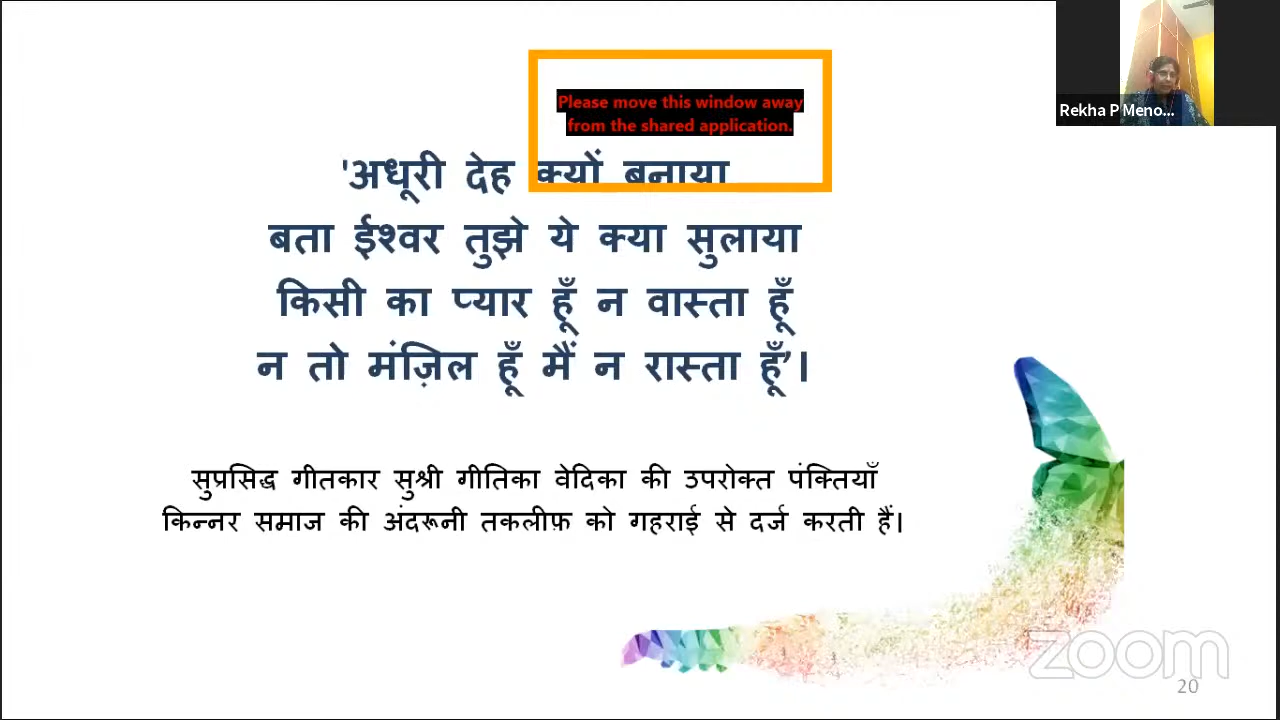 Please move this window away
from the shared application.
Rekha P Meno...
'अधूरी देह क्यों बनाया
बता ईश्वर तुझे ये क्या सुलाया
किसी का प्यार हूँ न वास्ता हूँ
न तो मंज़िल हूँ मैं न रास्ता हूँ’।
सुप्रसिद्ध गीतकार सुश्री गीतिका वेदिका की उपरोक्त पंक्तियाँ
किन्नर समाज की अंदरूनी तकलीफ़ को गहराई से दर्ज करती हैं।
zoom
20